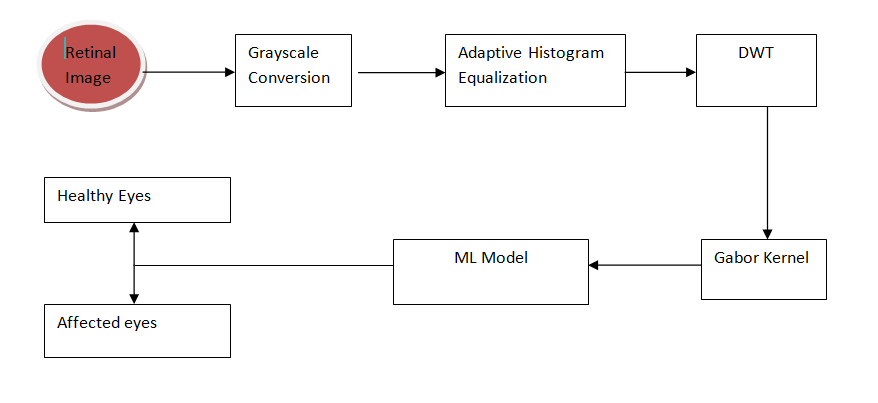 Retinal
Image
Grayscale
Conversion
Adaptive Histogram
Equalization
DWT
Gabor Kernel
ML Model
Healthy Eyes
Affected eyes